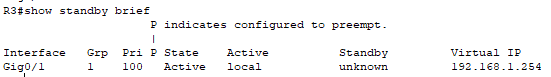 R3#show standby brief
P indicates configured to preempt.
|
Interface Grp Pri P State Active Standby Virtual IP
Gig0/1 1 100 Active local unknown 192.168.1.254